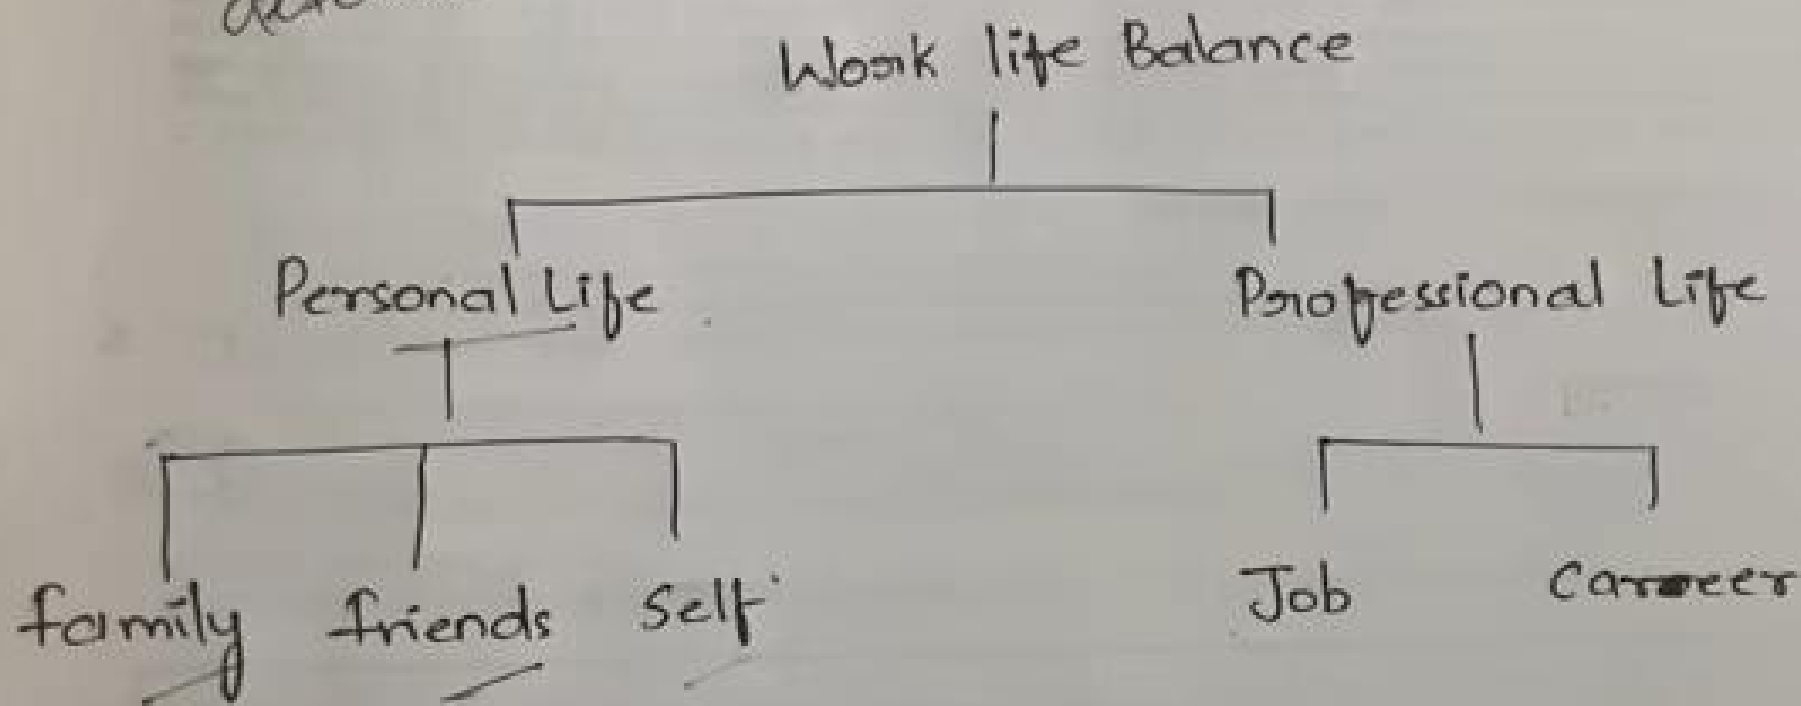 Work life Balance
Personal Life
Professional Life
family friends Self
Job Career